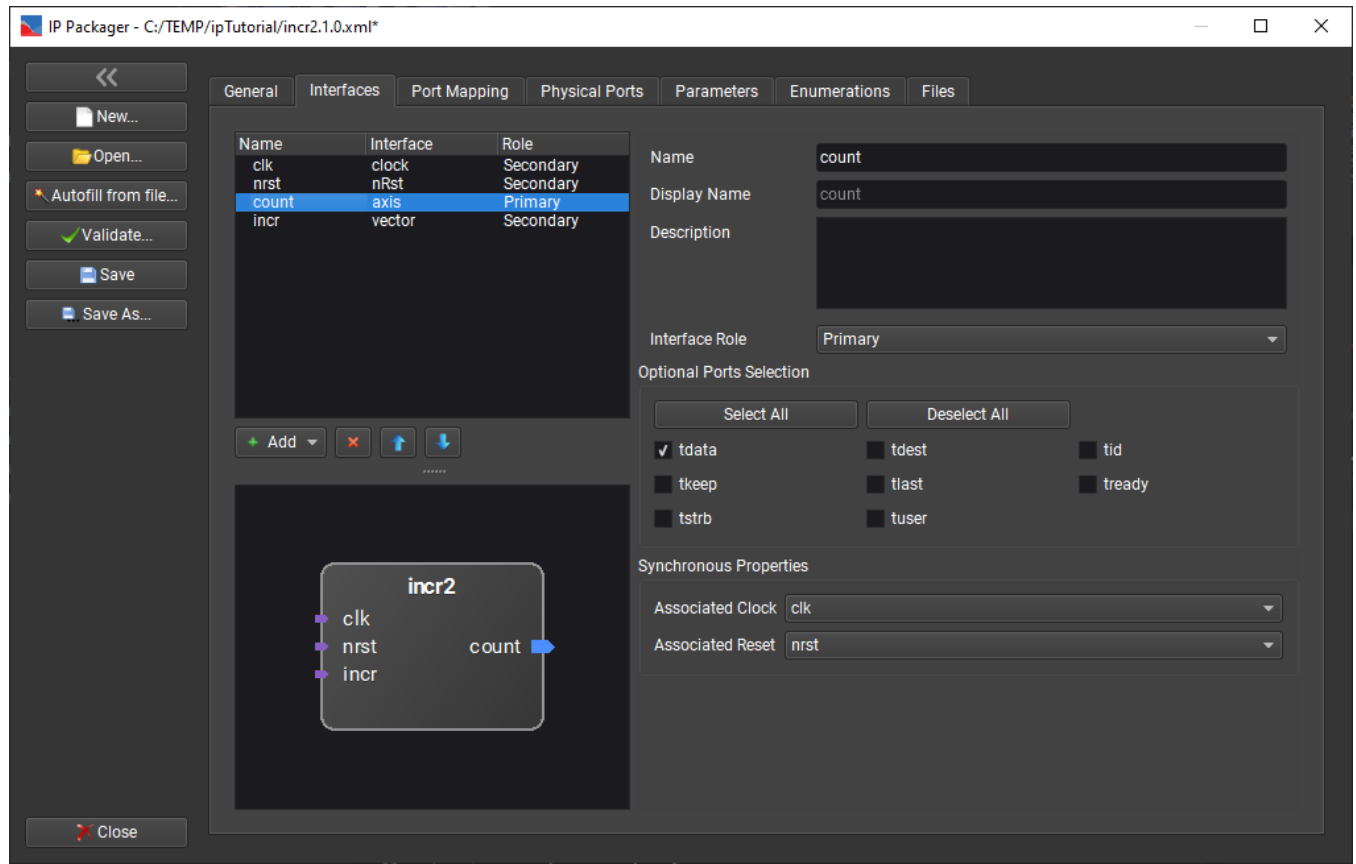 IP Packager - C:/TEMP/ipTutorial/incr2.1.0.xml*
New...
Open...
Autofill from file...
Validate...
Save
Save As...
Close
General Interfaces Port Mapping Physical Ports Parameters Enumerations Files
Name Interface Role
clk clock Secondary
nrst nRst Secondary
count axis Primary
incr vector Secondary
Add
incr2
clk
nrst count
incr
Name count
Display Name count
Description
Interface Role Primary
Optional Ports Selection
Select All Deselect All
tdata tdest tid
tkeep tlast tready
tstrb tuser
Synchronous Properties
Associated Clock clk
Associated Reset nrst